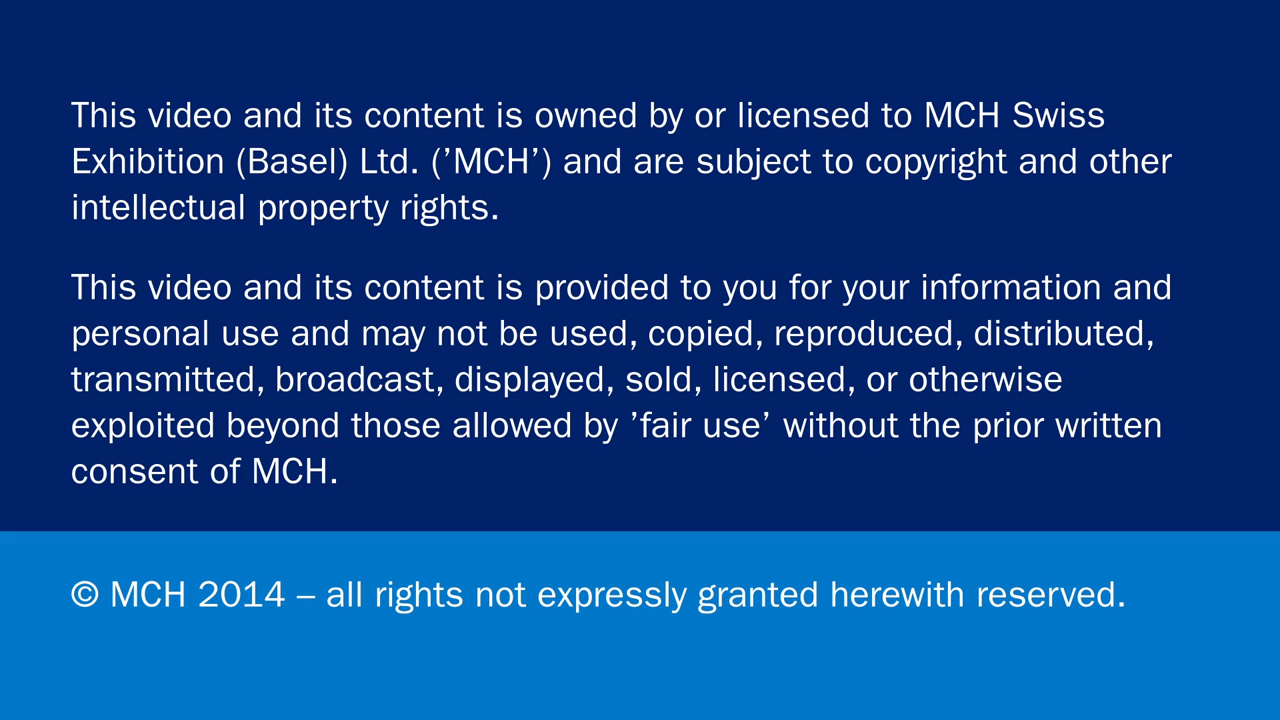 This video and its content is owned by or licensed to MCH Swiss
Exhibition (Basel) Ltd. (’MCH’) and are subject to copyright and other
intellectual property rights.
This video and its content is provided to you for your information and
personal use and may not be used, copied, reproduced, distributed,
transmitted, broadcast, displayed, sold, licensed, or otherwise
exploited beyond those allowed by ’fair use’ without the prior written
consent of MCH.
© MCH 2014 – all rights not expressly granted herewith reserved.